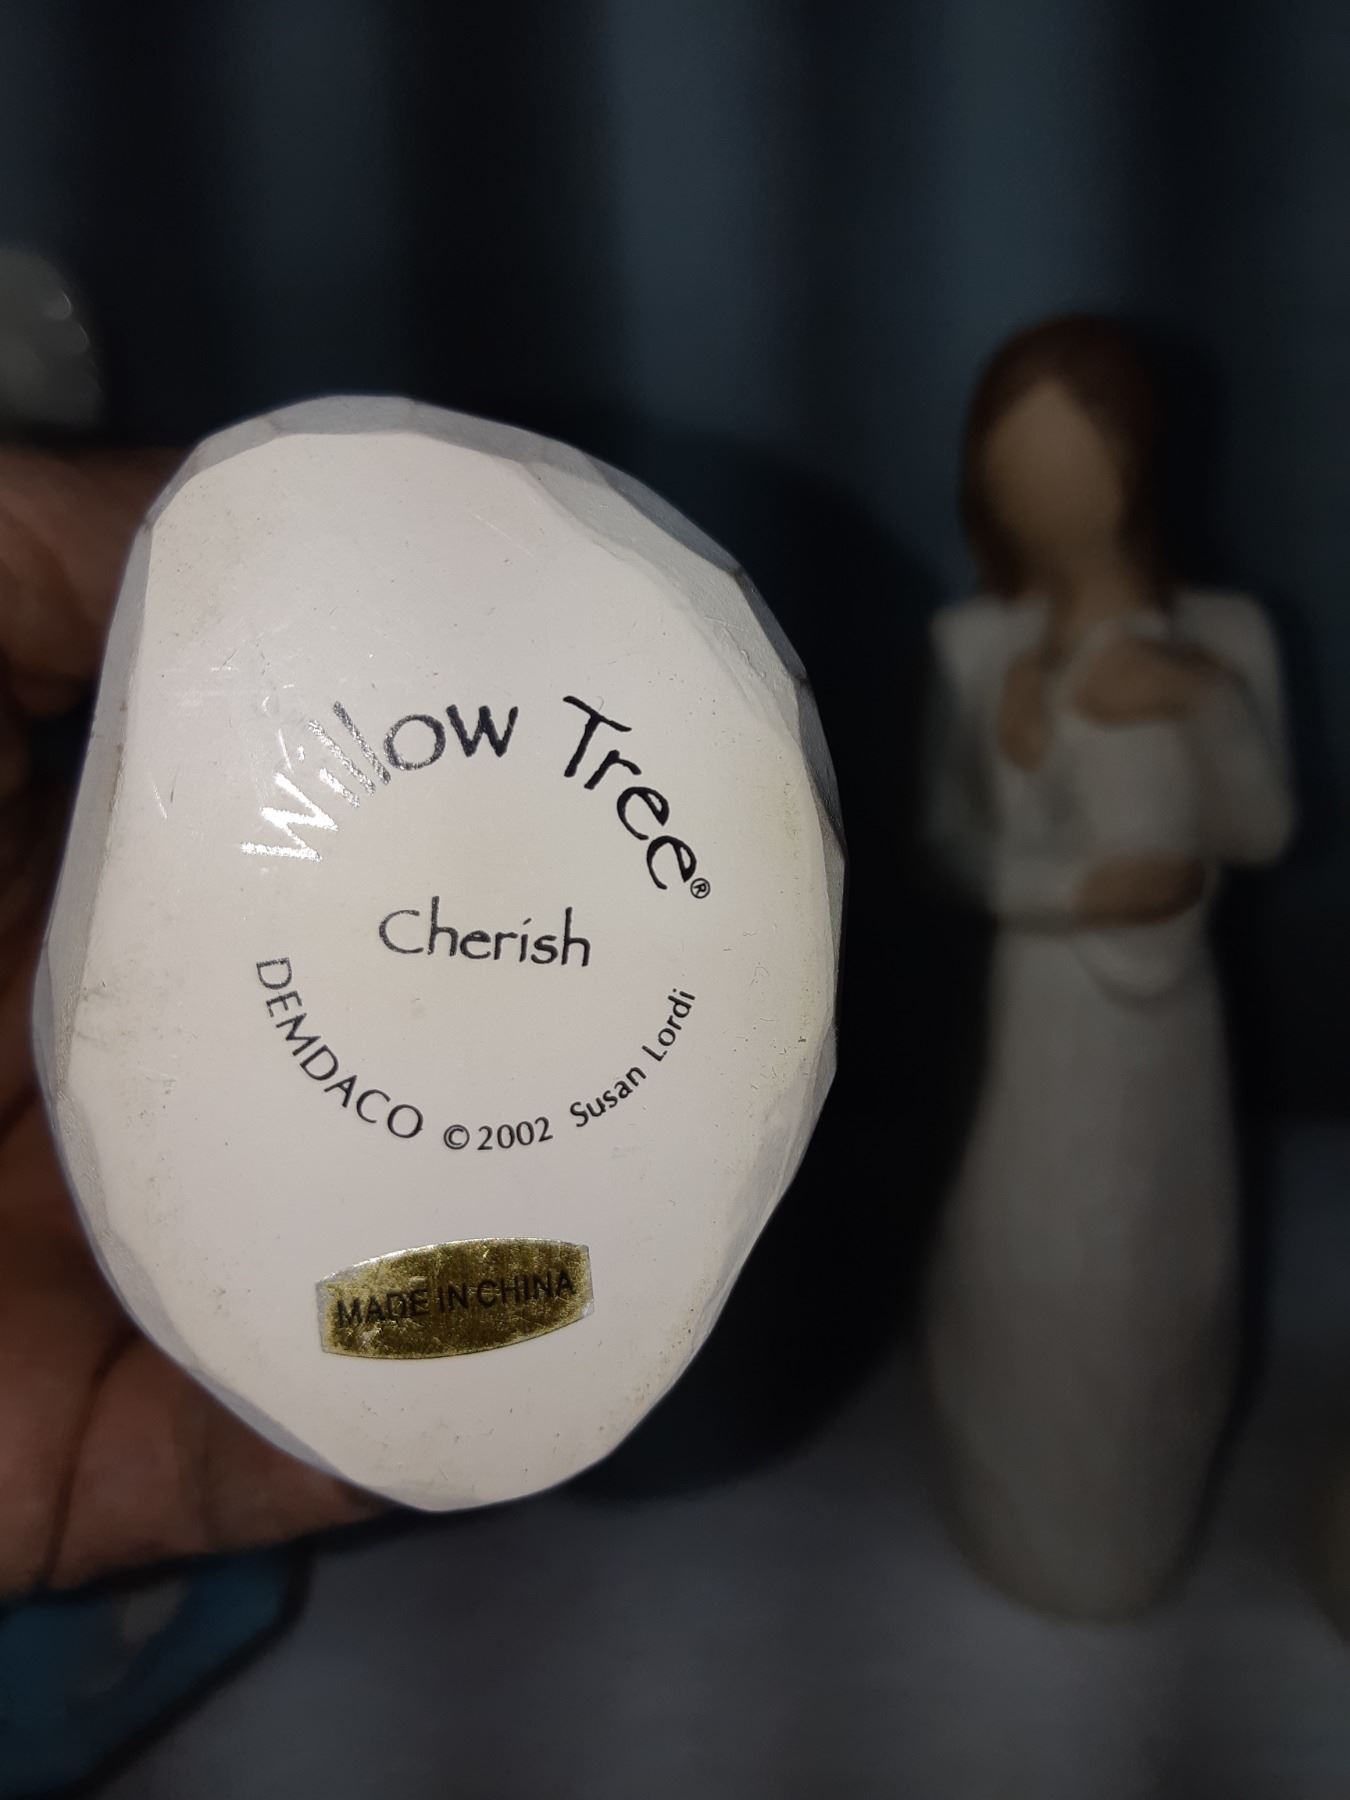 Willow Tree®
Cherish
DEMDACO ©2002 Susan Lordi
MADE IN CHINA